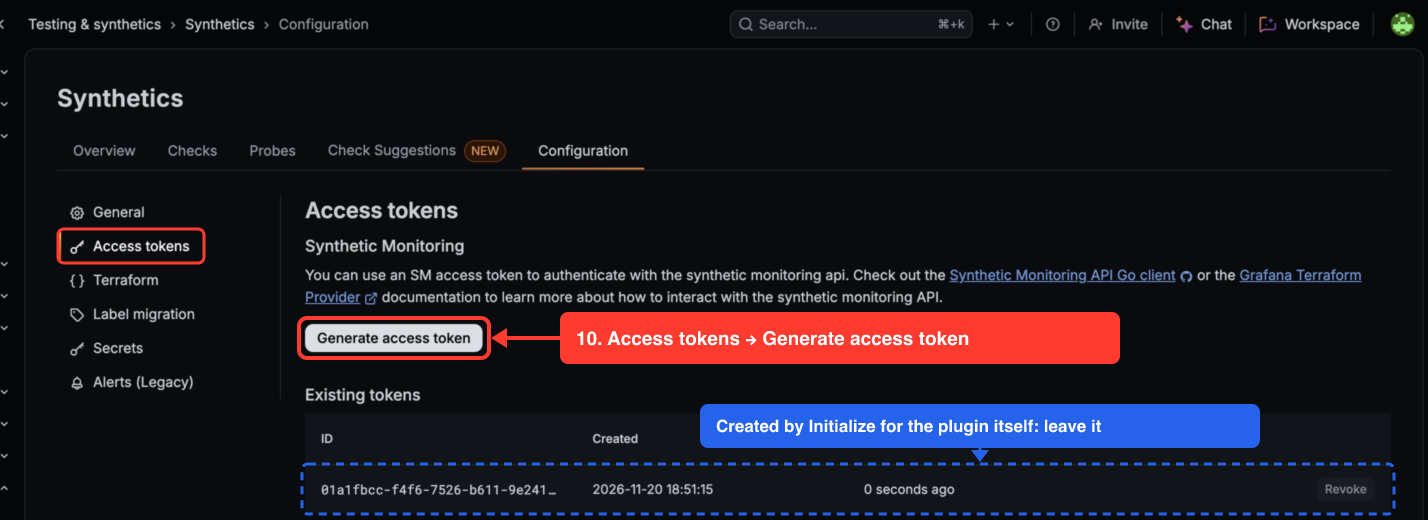 Testing & synthetics › Synthetics › Configuration
Search... ⌘+k
Invite
Chat
Workspace
Synthetics
Overview Checks Probes Check Suggestions NEW Configuration
General
Access tokens
Terraform
Label migration
Secrets
Alerts (Legacy)
Access tokens
Synthetic Monitoring
You can use an SM access token to authenticate with the synthetic monitoring api. Check out the Synthetic Monitoring API Go client or the Grafana Terraform
Provider documentation to learn more about how to interact with the synthetic monitoring API.
Generate access token
10. Access tokens → Generate access token
Existing tokens
Created by Initialize for the plugin itself: leave it
ID Created
01a1fbcc-f4f6-7526-b611-9e241… 2026-11-20 18:51:15 0 seconds ago Revoke